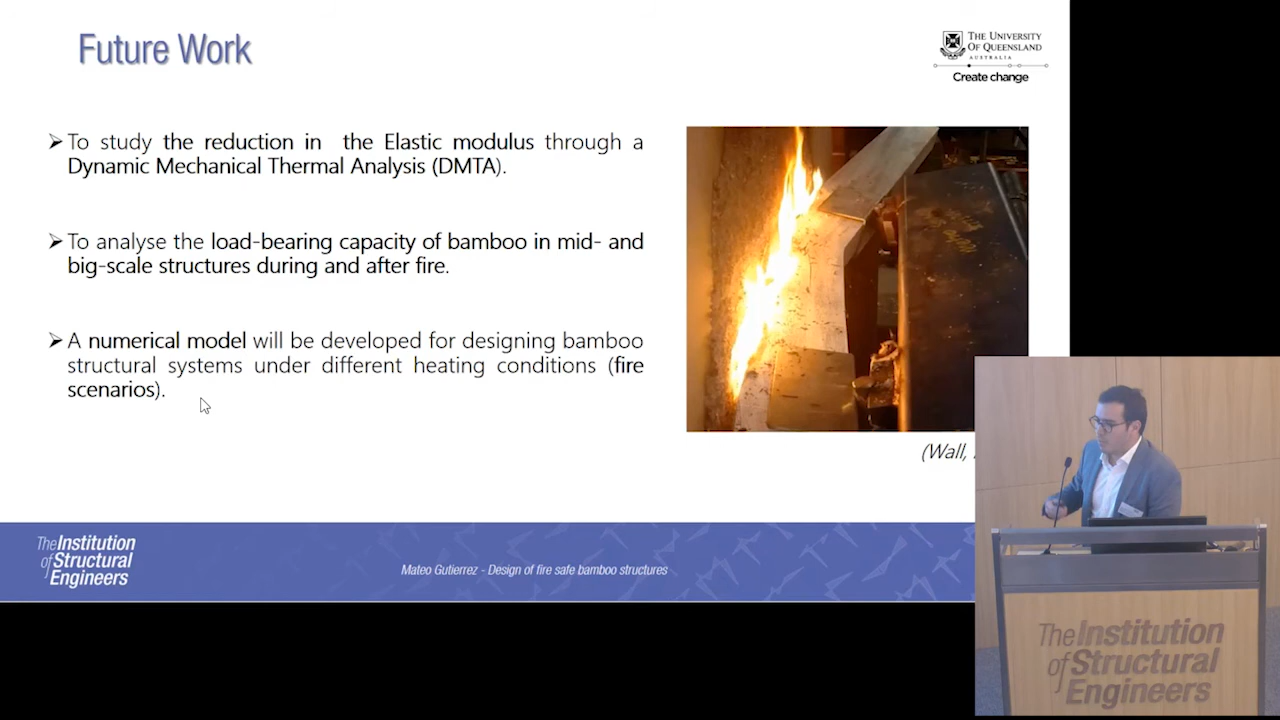 Future Work
THE UNIVERSITY
OF QUEENSLAND
AUSTRALIA
Create change
➢ To study the reduction in the Elastic modulus through a
Dynamic Mechanical Thermal Analysis (DMTA).
➢ To analyse the load-bearing capacity of bamboo in mid- and
big-scale structures during and after fire.
➢ A numerical model will be developed for designing bamboo
structural systems under different heating conditions (fire
scenarios).
(Wall,
The Institution
of Structural
Engineers
Mateo Gutierrez - Design of fire safe bamboo structures
The Institution
of Structural
Engineers